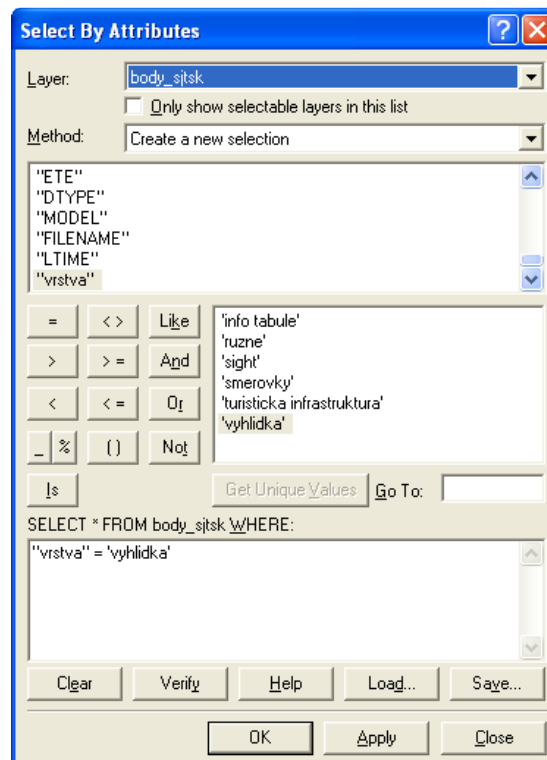 Select By Attributes
Layer: body_sjtsk
Only show selectable layers in this list
Method: Create a new selection
"ETE"
"DTYPE"
"MODEL"
"FILENAME"
"LTIME"
"vrstva"
= <> Like
> >= And
< <= Or
_ % () Not
Is
'info tabule'
'ruzne'
'sight'
'smerovky'
'turisticka infrastruktura'
'vyhlidka'
Get Unique Values Go To:
SELECT * FROM body_sjtsk WHERE:
"vrstva" = 'vyhlidka'
Clear Verify Help Load... Save...
OK Apply Close